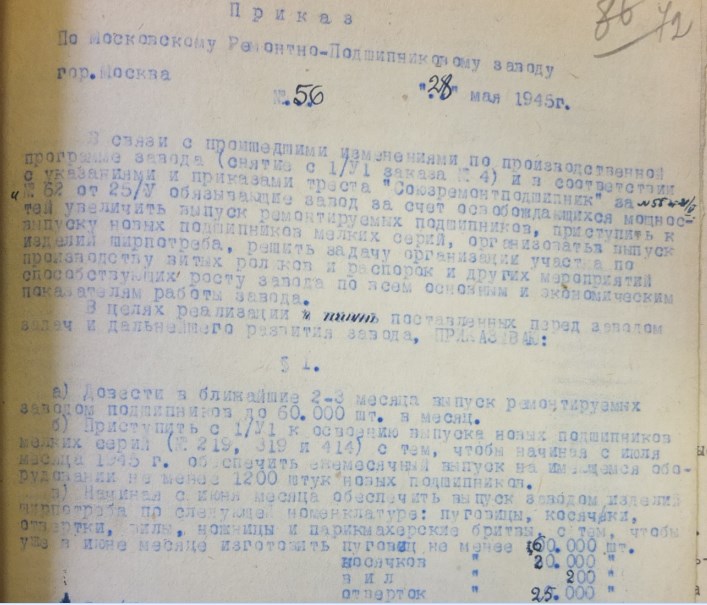 86 72
Приказ
По Московскому Ремонтно-Подшипниковому заводу
гор.Москва
№ 56 "28" мая 1945г.
В связи с происшедшими изменениями по производственной
программе завода (снятие с 1/У1 заказа № 4) и в соответствии
с указаниями и приказами треста "Союзремонтподшипник" за
и № 62 от 25/У обязывающие завод за счет освобождающихся мощнос-
тей увеличить выпуск ремонтируемых подшипников, приступить к
выпуску новых подшипников мелких серий, организовать выпуск
изделий ширпотреба, решить задачу организации участка по
производству витых роликов и распорок и других мероприятий
способствующих росту завода по всем основным и экономическим
показателям работы завода.
В целях реализации поставленных перед заводом
задач и дальнейшего развития завода, ПРИКАЗЫВАЮ:
§ 1.
а) Довести в ближайшие 2-3 месяца выпуск ремонтируемых
заводом подшипников до 60.000 шт. в месяц.
б) Приступить с 1/У1 к освоению выпуска новых подшипников
мелких серий (№ 219, 319 и 414) с тем, чтобы начиная с июля
месяца 1945 г. обеспечить ежемесячный выпуск на имеющемся обо-
рудовании не менее 1200 штук новых подшипников.
в) Начиная с июня месяца обеспечить выпуск заводом изделий
ширпотреба по следующей номенклатуре: пуговицы, косячки,
отвертки, вилы, ножницы и парикмахерские бритвы, с тем, чтобы
уже в июне месяце изготовить пуговиц не менее 60.000 шт.
косячков " 20.000 "
вил " 200 "
отверток " 25.000 "